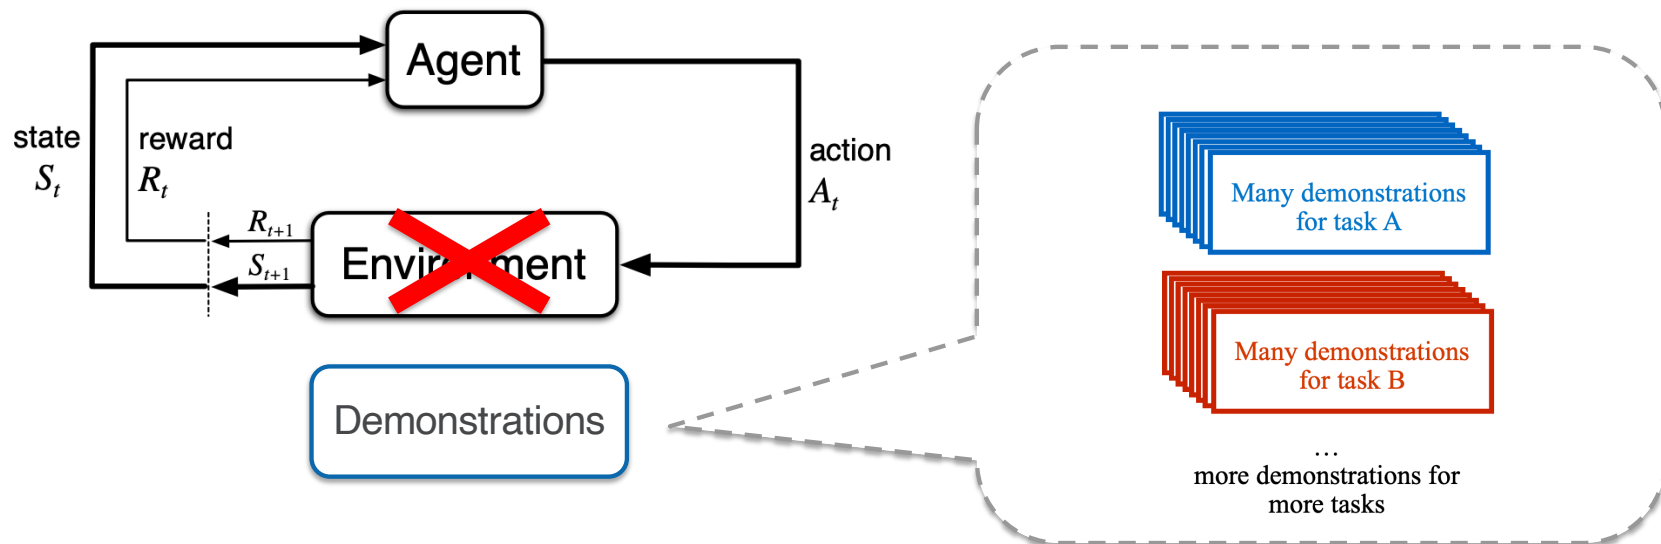 Agent
state
S_t
reward
R_t
action
A_t
R_{t+1}
S_{t+1}
Environment
Demonstrations
Many demonstrations
for task A
Many demonstrations
for task B
...
more demonstrations for
more tasks